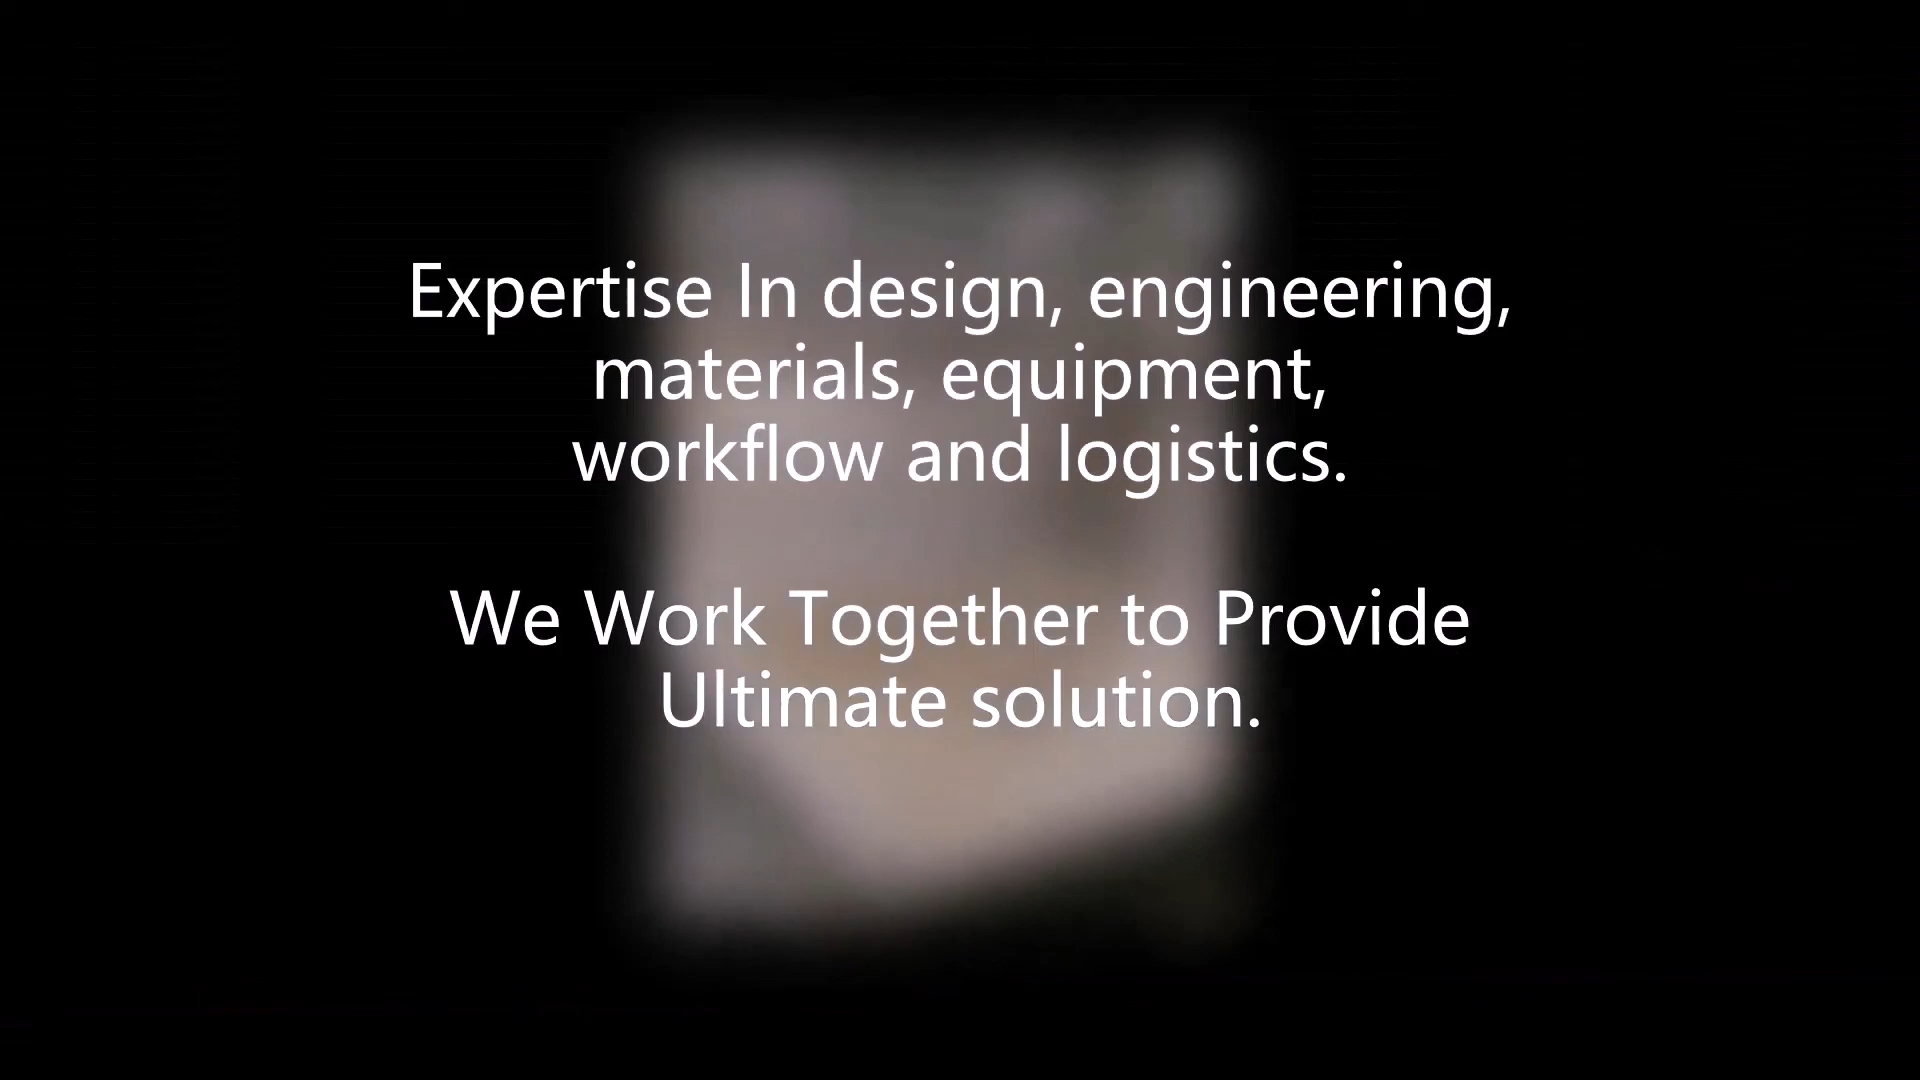 Expertise In design, engineering,
materials, equipment,
workflow and logistics.
We Work Together to Provide
Ultimate solution.